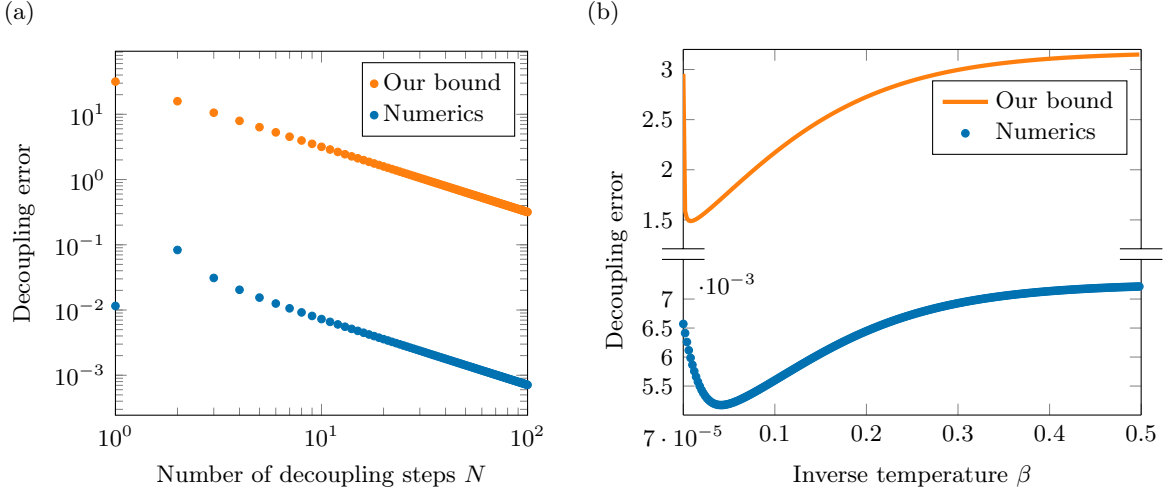 (a)
10^1
10^0
10^{-1}
10^{-2}
10^{-3}
Decoupling error
Our bound
Numerics
10^0
10^1
10^2
Number of decoupling steps N
(b)
3
2.5
2
1.5
Our bound
Numerics
Decoupling error
·10^{-3}
7
6.5
6
5.5
7 · 10^{-5}
0.1
0.2
0.3
0.4
0.5
Inverse temperature β